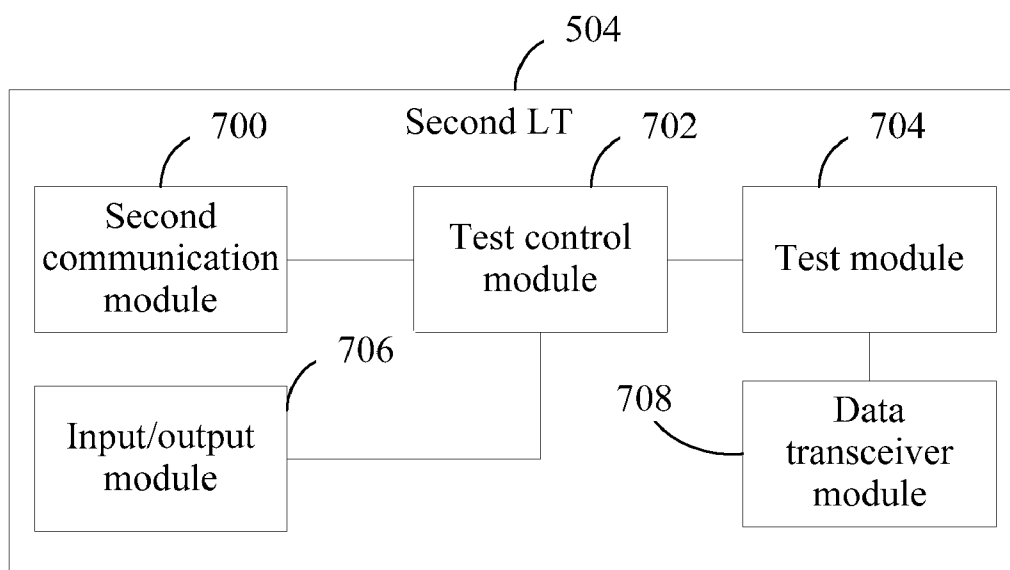 504
Second LT
700
702
704
Second
communication
module
Test control
module
Test module
706
708
Input/output
module
Data
transceiver
module